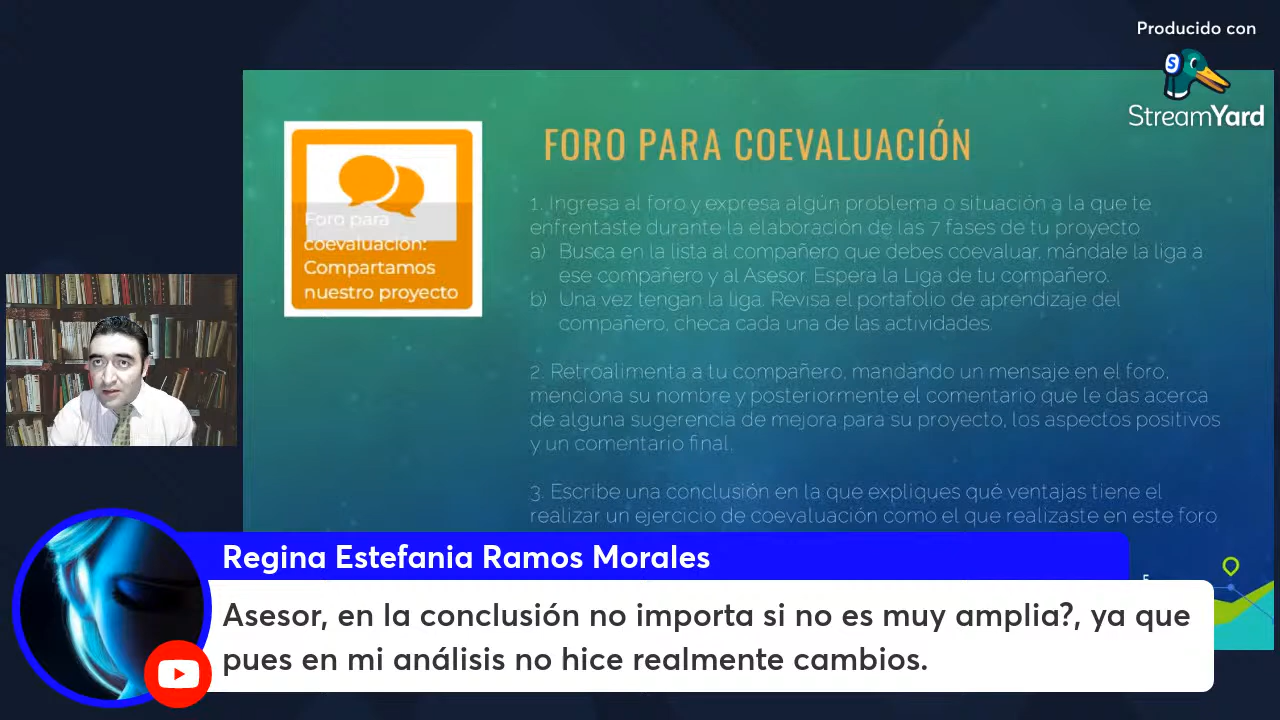 Producido con
StreamYard
FORO PARA COEVALUACIÓN
Foro para
coevaluación:
Compartamos
nuestro proyecto
1. Ingresa al foro y expresa algún problema o situación a la que te
enfrentaste durante la elaboración de las 7 fases de tu proyecto
a) Busca en la lista al compañero que debes coevaluar, mándale la liga a
ese compañero y al Asesor. Espera la Liga de tu compañero.
b) Una vez tengan la liga. Revisa el portafolio de aprendizaje del
compañero, checa cada una de las actividades.
2. Retroalimenta a tu compañero, mandando un mensaje en el foro,
menciona su nombre y posteriormente el comentario que le das acerca
de alguna sugerencia de mejora para su proyecto, los aspectos positivos
y un comentario final.
3. Escribe una conclusión en la que expliques qué ventajas tiene el
realizar un ejercicio de coevaluación como el que realizaste en este foro
Regina Estefania Ramos Morales
Asesor, en la conclusión no importa si no es muy amplia?, ya que
pues en mi análisis no hice realmente cambios.